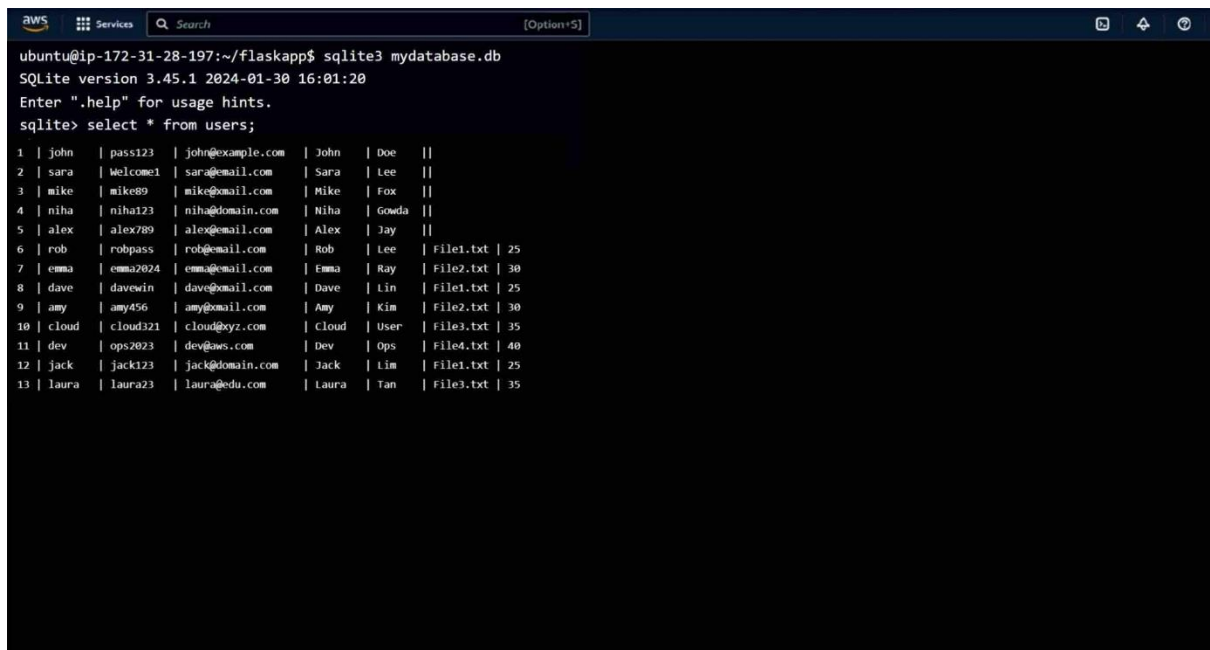 aws Services Search [Option+S]
ubuntu@ip-172-31-28-197:~/flaskapp$ sqlite3 mydatabase.db
SQLite version 3.45.1 2024-01-30 16:01:20
Enter ".help" for usage hints.
sqlite> select * from users;
1 | john | pass123 | john@example.com | John | Doe ||
2 | sara | Welcome1 | sara@email.com | Sara | Lee ||
3 | mike | mike89 | mike@xmail.com | Mike | Fox ||
4 | niha | niha123 | niha@domain.com | Niha | Gowda ||
5 | alex | alex789 | alex@email.com | Alex | Jay ||
6 | rob | robpass | rob@email.com | Rob | Lee | File1.txt | 25
7 | emma | emma2024 | emma@email.com | Emma | Ray | File2.txt | 30
8 | dave | davewin | dave@xmail.com | Dave | Lin | File1.txt | 25
9 | amy | amy456 | amy@xmail.com | Amy | Kim | File2.txt | 30
10 | cloud | cloud321 | cloud@xyz.com | Cloud | User | File3.txt | 35
11 | dev | ops2023 | dev@aws.com | Dev | Ops | File4.txt | 40
12 | jack | jack123 | jack@domain.com | Jack | Lim | File1.txt | 25
13 | laura | laura23 | laura@edu.com | Laura | Tan | File3.txt | 35